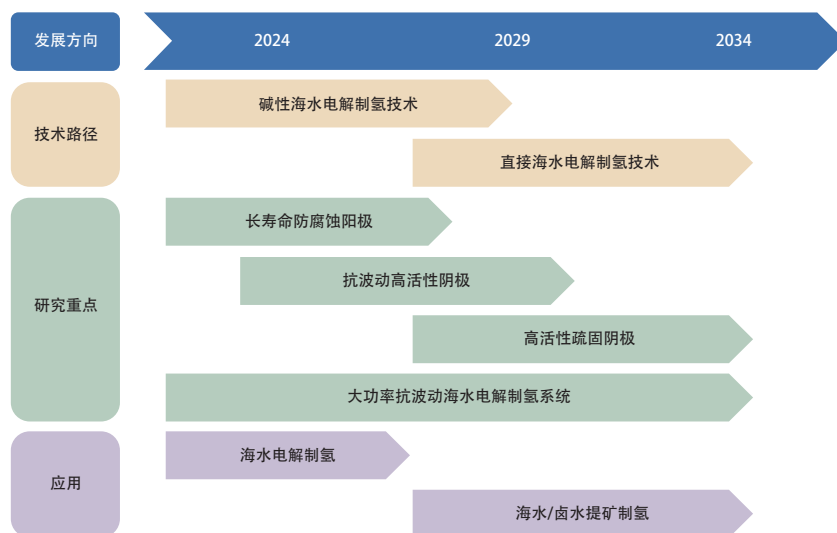 发展方向
2024
2029
2034
技术路径
碱性海水电解制氢技术
直接海水电解制氢技术
研究重点
长寿命防腐蚀阳极
抗波动高活性阴极
高活性疏固阴极
大功率抗波动海水电解制氢系统
应用
海水电解制氢
海水/卤水提矿制氢